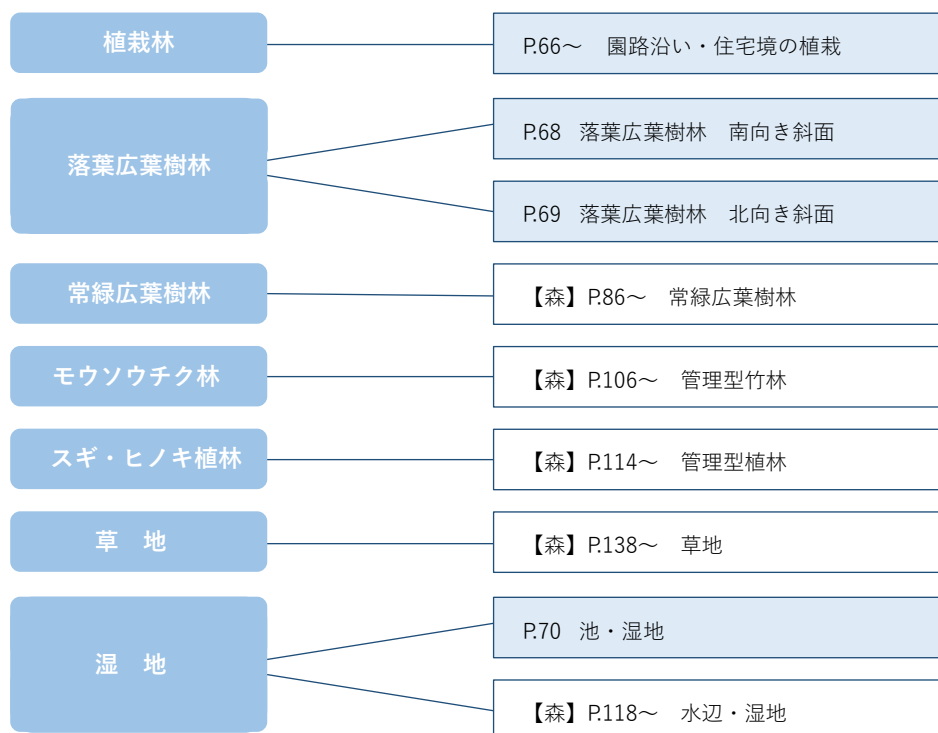 植栽林
P.66～　園路沿い・住宅境の植栽
落葉広葉樹林
P.68　落葉広葉樹林　南向き斜面
P.69　落葉広葉樹林　北向き斜面
常緑広葉樹林
【森】P.86～　常緑広葉樹林
モウソウチク林
【森】P.106～　管理型竹林
スギ・ヒノキ植林
【森】P.114～　管理型植林
草　地
【森】P.138～　草地
湿　地
P.70　池・湿地
【森】P.118～　水辺・湿地